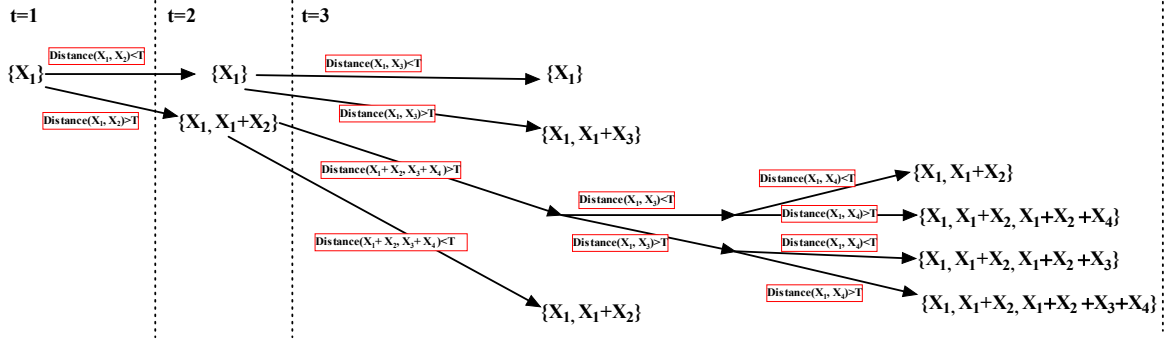 t=1
t=2
t=3
{X₁}
Distance(X₁, X₂)<T
{X₁}
Distance(X₁, X₃)<T
{X₁}
Distance(X₁, X₂)>T
{X₁, X₁+X₂}
Distance(X₁, X₃)>T
{X₁, X₁+X₃}
Distance(X₁+ X₂, X₃+ X₄)>T
Distance(X₁, X₄)<T
{X₁, X₁+X₂}
Distance(X₁, X₃)<T
Distance(X₁, X₄)>T
{X₁, X₁+X₂, X₁+X₂ +X₄}
Distance(X₁+ X₂, X₃+ X₄)<T
Distance(X₁, X₃)>T
Distance(X₁, X₄)<T
{X₁, X₁+X₂, X₁+X₂ +X₃}
Distance(X₁, X₄)>T
{X₁, X₁+X₂, X₁+X₂ +X₃+X₄}
{X₁, X₁+X₂}